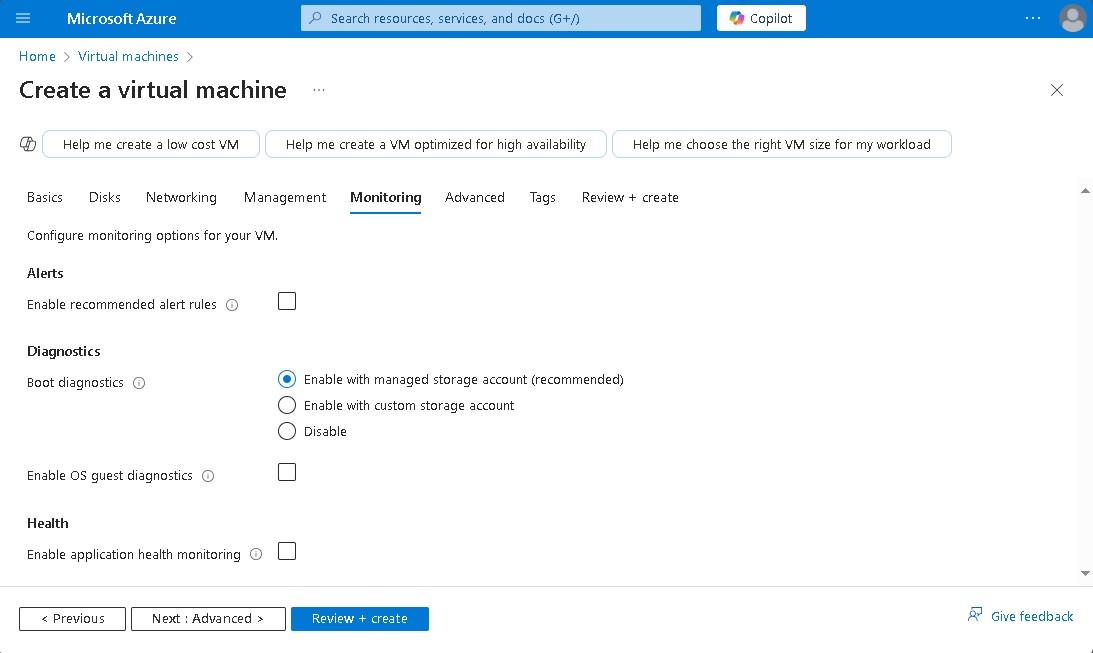 Microsoft Azure
Search resources, services, and docs (G+/)
Copilot
Home > Virtual machines >
Create a virtual machine
Help me create a low cost VM
Help me create a VM optimized for high availability
Help me choose the right VM size for my workload
Basics Disks Networking Management Monitoring Advanced Tags Review + create
Configure monitoring options for your VM.
Alerts
Enable recommended alert rules
Diagnostics
Boot diagnostics
Enable with managed storage account (recommended)
Enable with custom storage account
Disable
Enable OS guest diagnostics
Health
Enable application health monitoring
< Previous
Next : Advanced >
Review + create
Give feedback